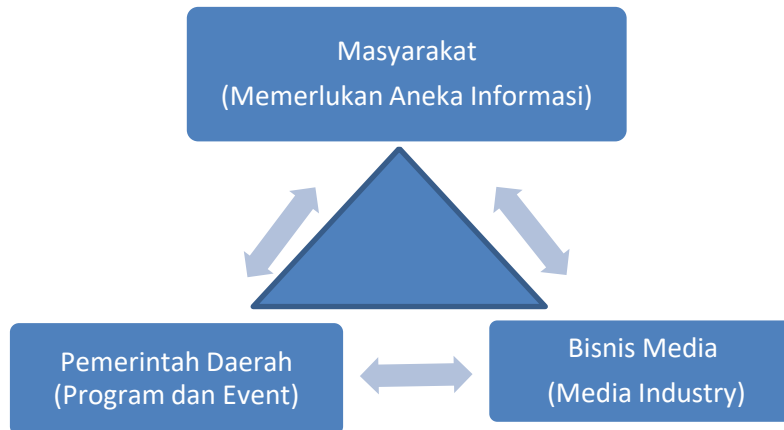 Masyarakat
(Memerlukan Aneka Informasi)
Pemerintah Daerah
(Program dan Event)
Bisnis Media
(Media Industry)